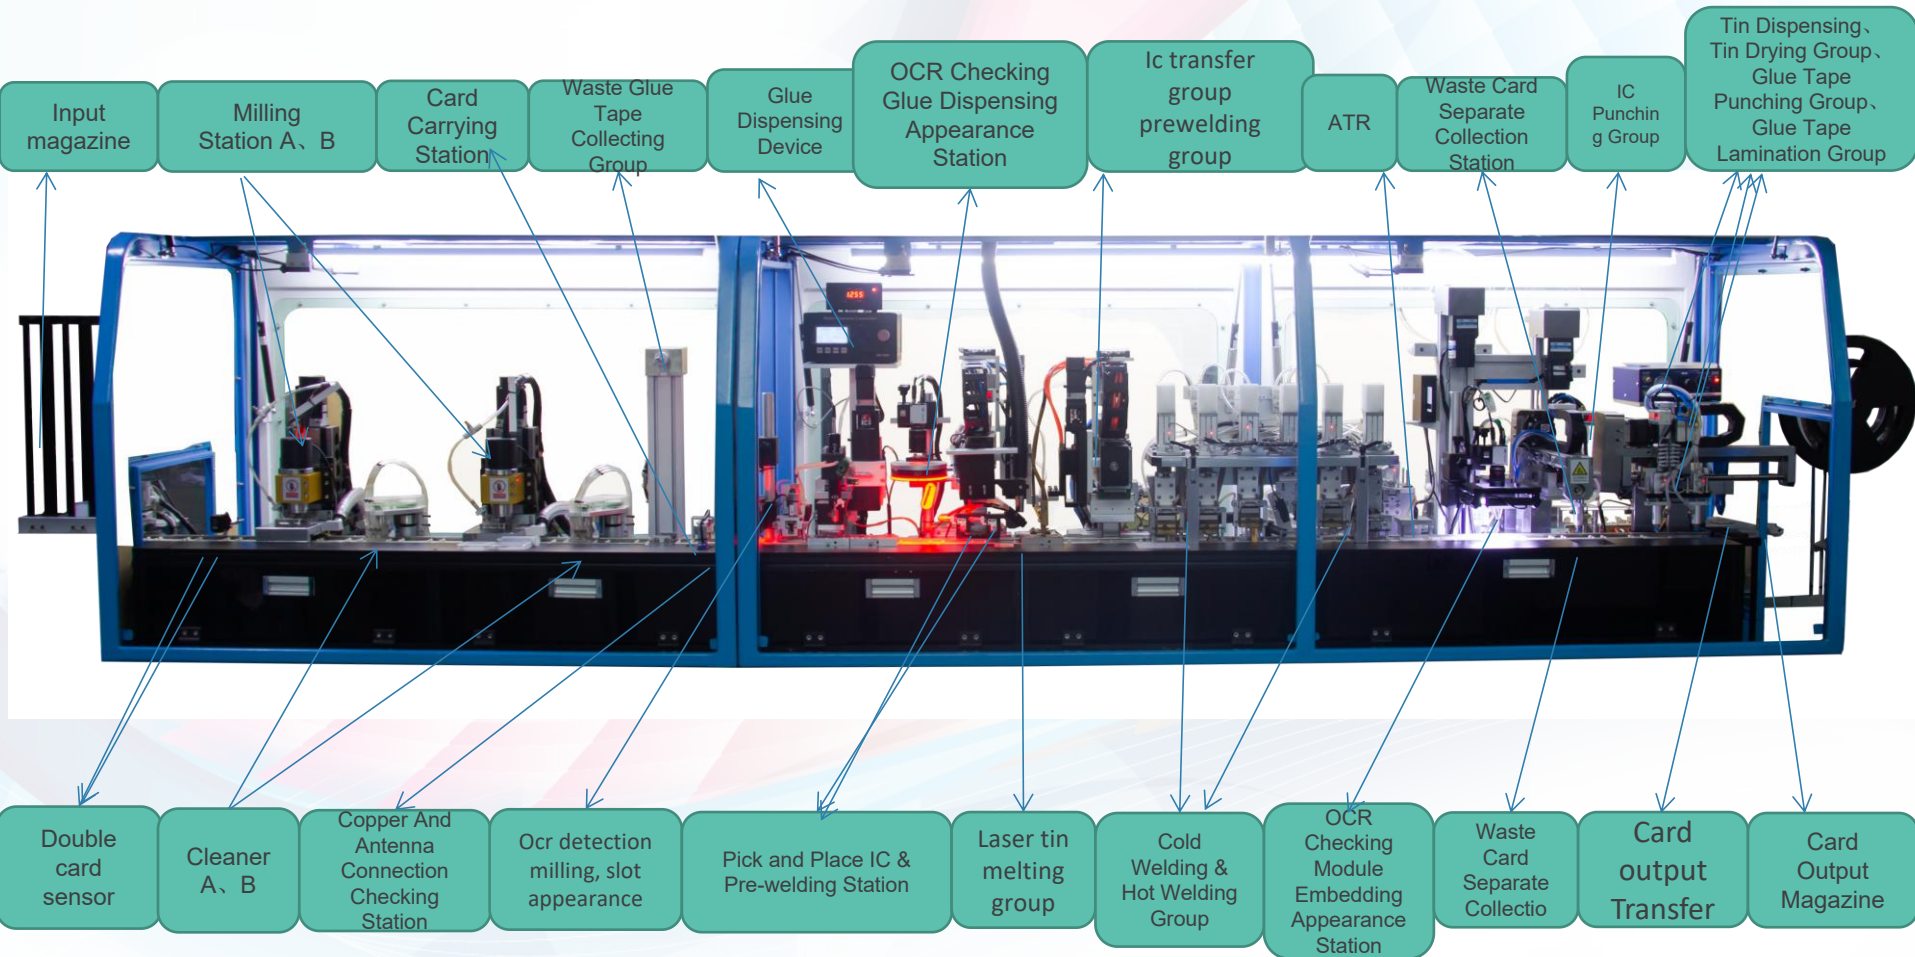 Input
magazine
Milling
Station A、B
Card
Carrying
Station
Waste Glue
Tape
Collecting
Group
Glue
Dispensing
Device
OCR Checking
Glue Dispensing
Appearance
Station
Ic transfer
group
prewelding
group
ATR
Waste Card
Separate
Collection
Station
IC
Punchin
g Group
Tin Dispensing、
Tin Drying Group、
Glue Tape
Punching Group、
Glue Tape
Lamination Group
1255
Double
card
sensor
Cleaner
A、B
Copper And
Antenna
Connection
Checking
Station
Ocr detection
milling, slot
appearance
Pick and Place IC &
Pre-welding Station
Laser tin
melting
group
Cold
Welding &
Hot Welding
Group
OCR
Checking
Module
Embedding
Appearance
Station
Waste
Card
Separate
Collectio
Card
output
Transfer
Card
Output
Magazine